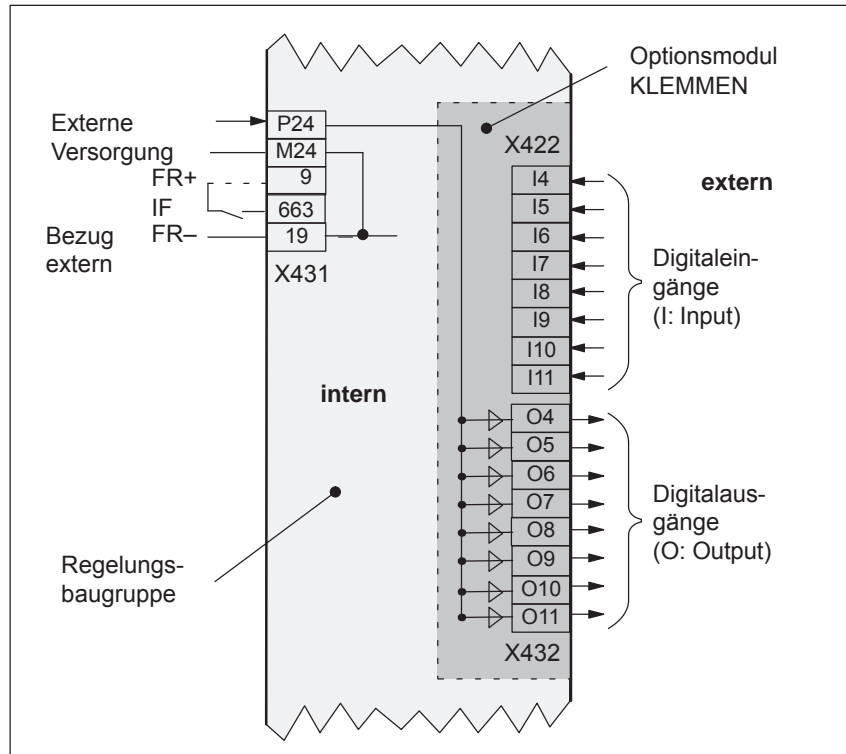 Optionsmodul
KLEMMEN
Externe
Versorgung
FR+
IF
FR–
Bezug
extern
P24
M24
9
663
19
X431
X422
I4
I5
I6
I7
I8
I9
I10
I11
extern
Digitalein-
gänge
(I: Input)
intern
O4
O5
O6
O7
O8
O9
O10
O11
X432
Digitalaus-
gänge
(O: Output)
Regelungs-
baugruppe